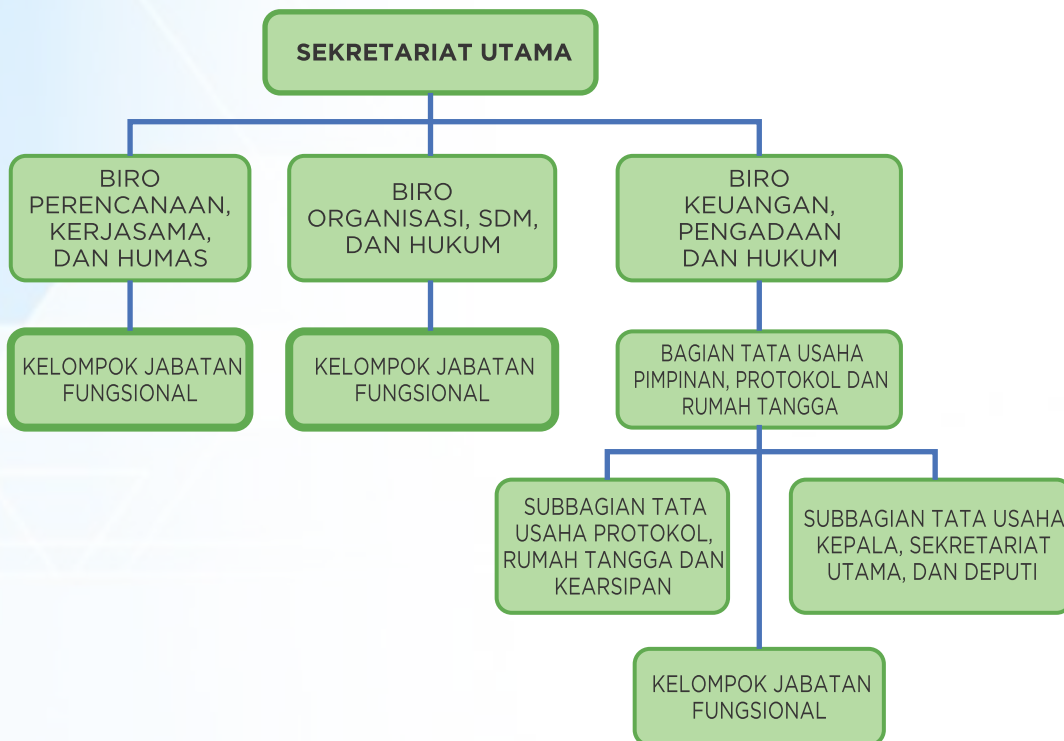 SEKRETARIAT UTAMA
BIRO
PERENCANAAN,
KERJASAMA,
DAN HUMAS
BIRO
ORGANISASI, SDM,
DAN HUKUM
BIRO
KEUANGAN,
PENGADAAN
DAN HUKUM
KELOMPOK JABATAN
FUNGSIONAL
KELOMPOK JABATAN
FUNGSIONAL
BAGIAN TATA USAHA
PIMPINAN, PROTOKOL DAN
RUMAH TANGGA
SUBBAGIAN TATA
USAHA PROTOKOL,
RUMAH TANGGA DAN
KEARSIPAN
SUBBAGIAN TATA USAHA
KEPALA, SEKRETARIAT
UTAMA, DAN DEPUTI
KELOMPOK JABATAN
FUNGSIONAL